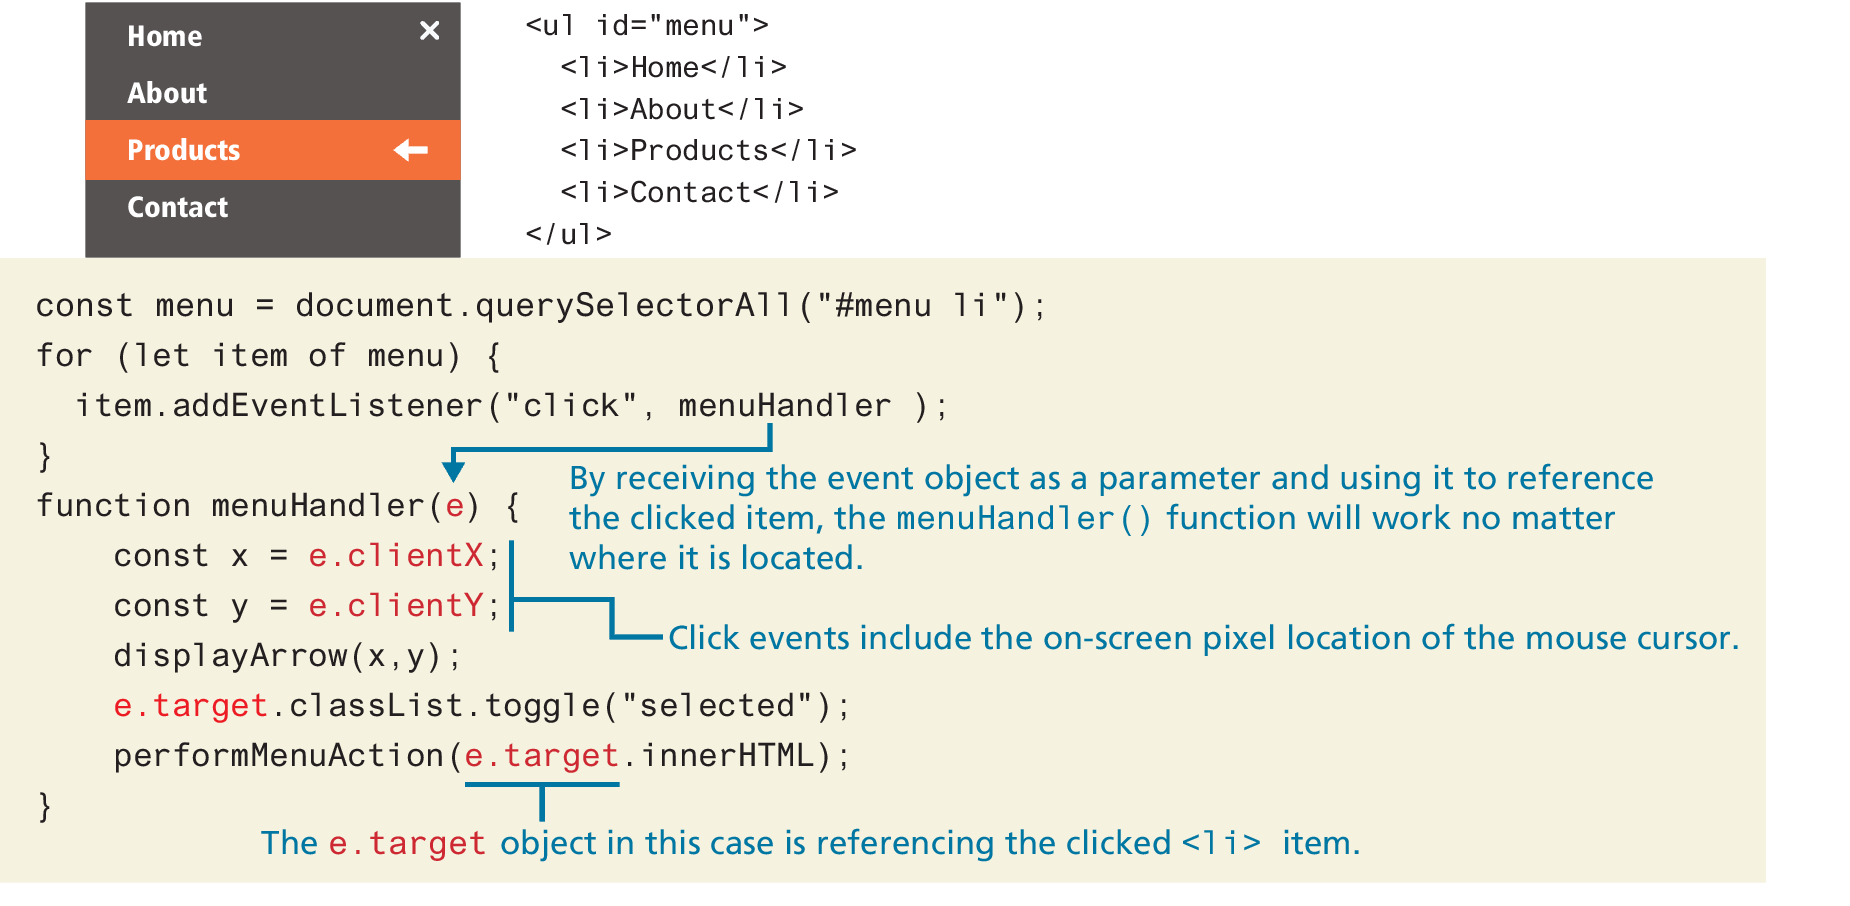 Home ×
About
Products
Contact
<ul id="menu">
  <li>Home</li>
  <li>About</li>
  <li>Products</li>
  <li>Contact</li>
</ul>
const menu = document.querySelectorAll("#menu li");
for (let item of menu) {
  item.addEventListener("click", menuHandler );
}
function menuHandler(e) {
    const x = e.clientX;
    const y = e.clientY;
    displayArrow(x,y);
    e.target.classList.toggle("selected");
    performMenuAction(e.target.innerHTML);
}
By receiving the event object as a parameter and using it to reference
the clicked item, the menuHandler() function will work no matter
where it is located.
Click events include the on-screen pixel location of the mouse cursor.
The e.target object in this case is referencing the clicked <li> item.